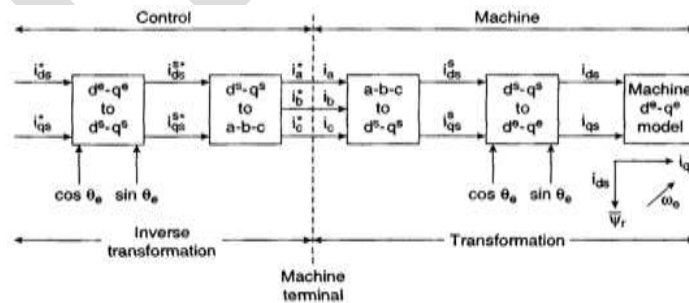 Control
Machine
i*ds
i*qs
dᵉ-qᵉ
to
dˢ-qˢ
iˢ*ds
iˢ*qs
dˢ-qˢ
to
a-b-c
i*a
i*b
i*c
ia
ib
ic
a-b-c
to
dˢ-qˢ
iˢds
iˢqs
dˢ-qˢ
to
dᵉ-qᵉ
ids
iqs
Machine
dᵉ-qᵉ
model
cos θe
sin θe
cos θe
sin θe
ids
iq
ωe
ψ̅r
Inverse
transformation
Transformation
Machine
terminal